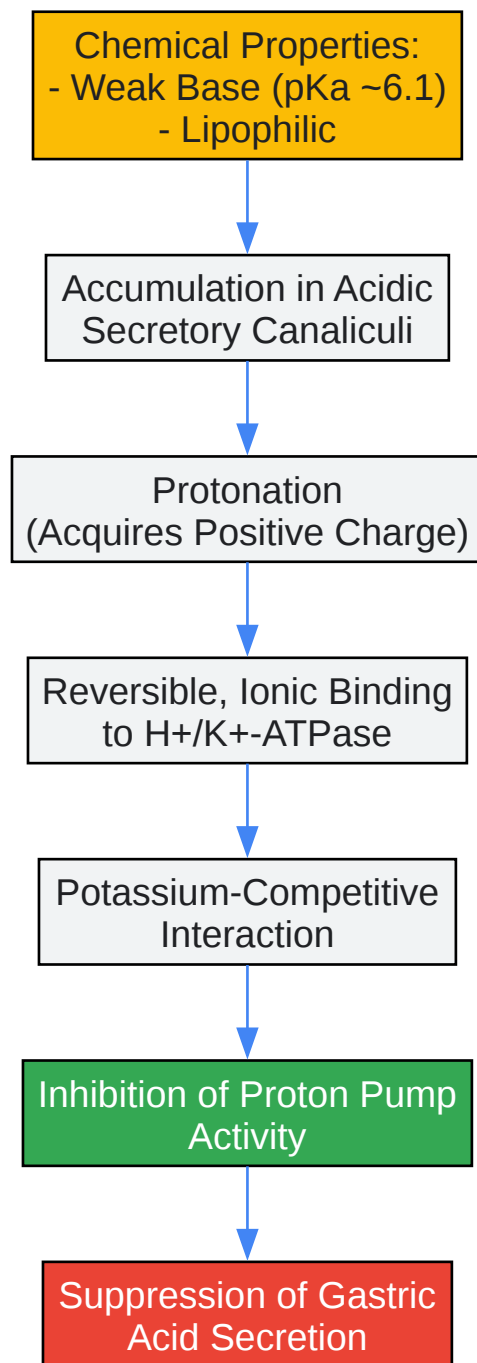 Chemical Properties:
- Weak Base (pKa ~6.1)
- Lipophilic
Accumulation in Acidic
Secretory Canaliculi
Protonation
(Acquires Positive Charge)
Reversible, Ionic Binding
to H+/K+-ATPase
Potassium-Competitive
Interaction
Inhibition of Proton Pump
Activity
Suppression of Gastric
Acid Secretion